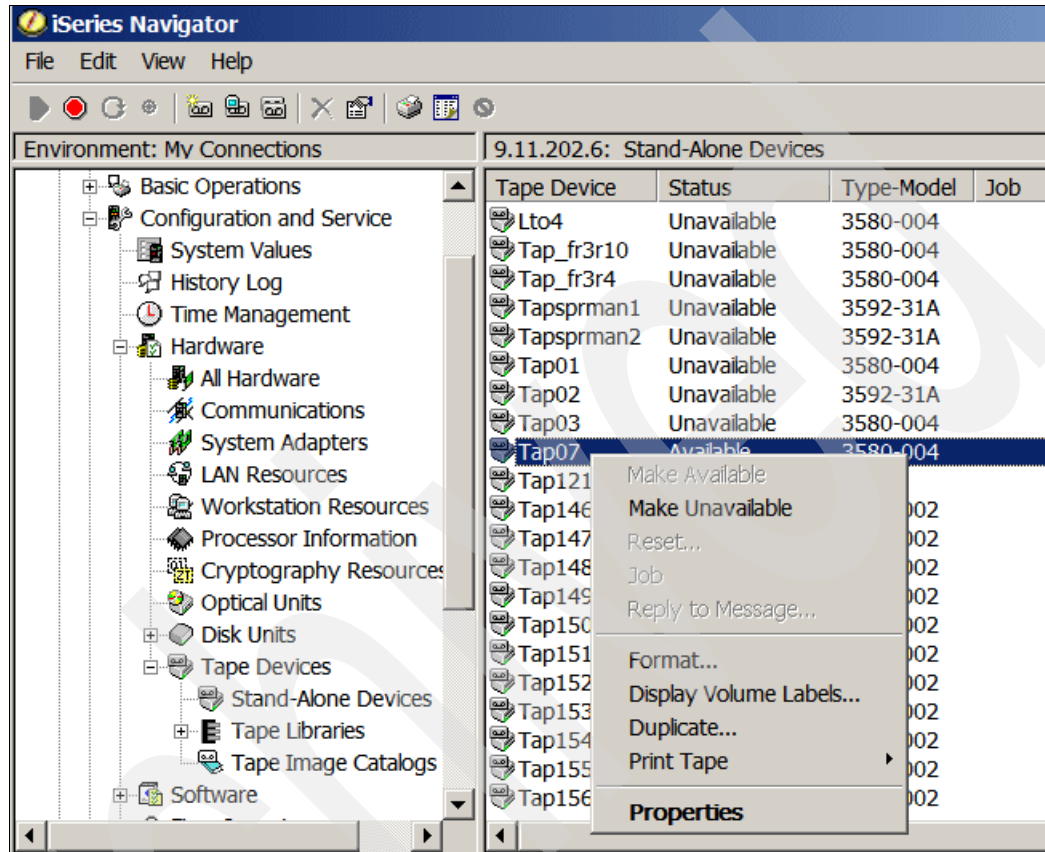 iSeries Navigator
File Edit View Help
Environment: My Connections
9.11.202.6: Stand-Alone Devices
Basic Operations
Configuration and Service
System Values
History Log
Time Management
Hardware
All Hardware
Communications
System Adapters
LAN Resources
Workstation Resources
Processor Information
Cryptography Resources
Optical Units
Disk Units
Tape Devices
Stand-Alone Devices
Tape Libraries
Tape Image Catalogs
Software
Tape Device Status Type-Model Job
Lto4 Unavailable 3580-004
Tap_fr3r10 Unavailable 3580-004
Tap_fr3r4 Unavailable 3580-004
Tapsprman1 Unavailable 3592-31A
Tapsprman2 Unavailable 3592-31A
Tap01 Unavailable 3580-004
Tap02 Unavailable 3592-31A
Tap03 Unavailable 3580-004
Tap07 Available 3580-004
Tap121
Tap146 002
Tap147 002
Tap148 002
Tap149 002
Tap150 002
Tap151 002
Tap152 002
Tap153 002
Tap154 002
Tap155 002
Tap156 002
Make Available
Make Unavailable
Reset...
Job
Reply to Message...
Format...
Display Volume Labels...
Duplicate...
Print Tape
Properties